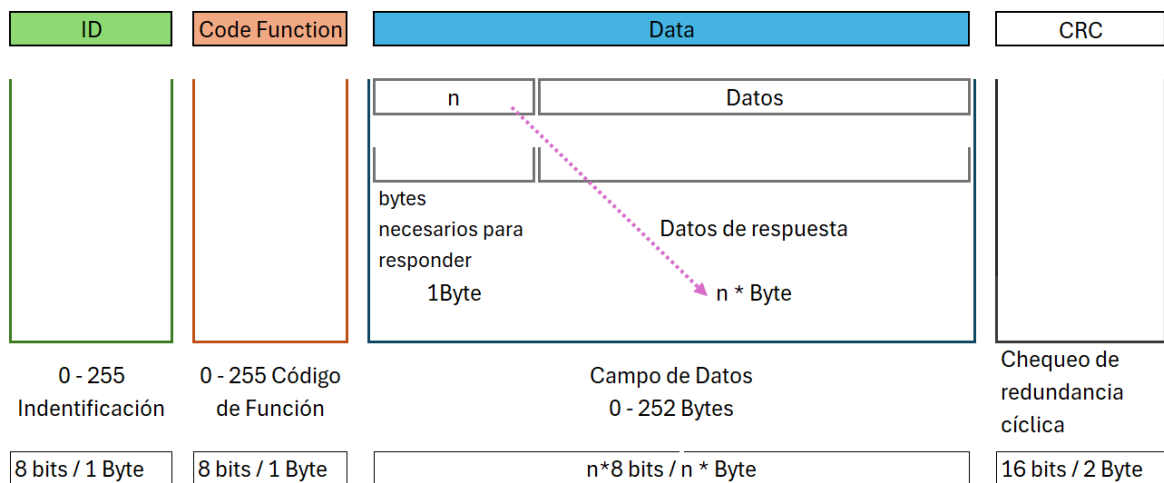 ID
Code Function
Data
CRC
n
Datos
bytes
necesarios para
responder
1Byte
Datos de respuesta
n * Byte
0 - 255
Indentificación
0 - 255 Código
de Función
Campo de Datos
0 - 252 Bytes
Chequeo de
redundancia
cíclica
8 bits / 1 Byte
8 bits / 1 Byte
n*8 bits / n * Byte
16 bits / 2 Byte